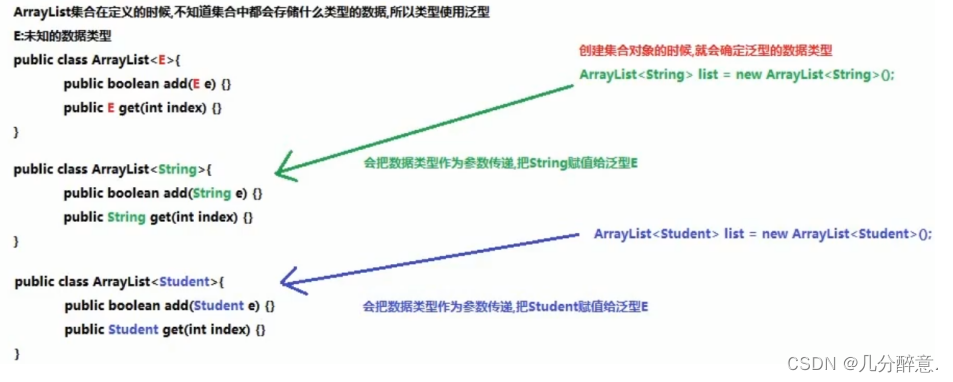 ArrayList集合在定义的时候,不知道集合中都会存储什么类型的数据,所以类型使用泛型
E:未知的数据类型
public class ArrayList<E>{
public boolean add(E e) {}
public E get(int index) {}
}
创建集合对象的时候,就会确定泛型的数据类型
ArrayList<String> list = new ArrayList<String>();
会把数据类型作为参数传递,把String赋值给泛型E
public class ArrayList<String>{
public boolean add(String e) {}
public String get(int index) {}
}
ArrayList<Student> list = new ArrayList<Student>();
public class ArrayList<Student>{
public boolean add(Student e) {}
会把数据类型作为参数传递,把Student赋值给泛型E
public Student get(int index) {}
}
CSDN @几分醉意.